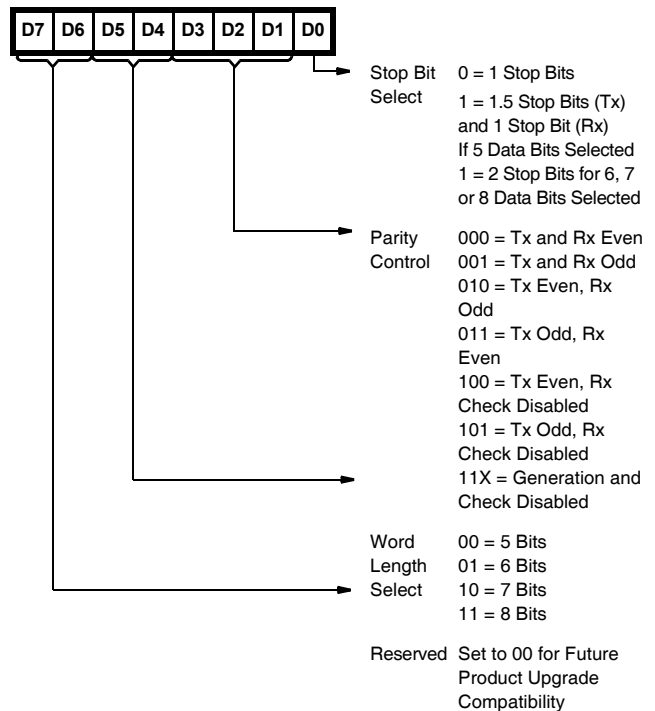 D7 D6 D5 D4 D3 D2 D1 D0
Stop Bit 0 = 1 Stop Bits
Select 1 = 1.5 Stop Bits (Tx)
and 1 Stop Bit (Rx)
If 5 Data Bits Selected
1 = 2 Stop Bits for 6, 7
or 8 Data Bits Selected
Parity 000 = Tx and Rx Even
Control 001 = Tx and Rx Odd
010 = Tx Even, Rx
Odd
011 = Tx Odd, Rx
Even
100 = Tx Even, Rx
Check Disabled
101 = Tx Odd, Rx
Check Disabled
11X = Generation and
Check Disabled
Word 00 = 5 Bits
Length 01 = 6 Bits
Select 10 = 7 Bits
11 = 8 Bits
Reserved Set to 00 for Future
Product Upgrade
Compatibility